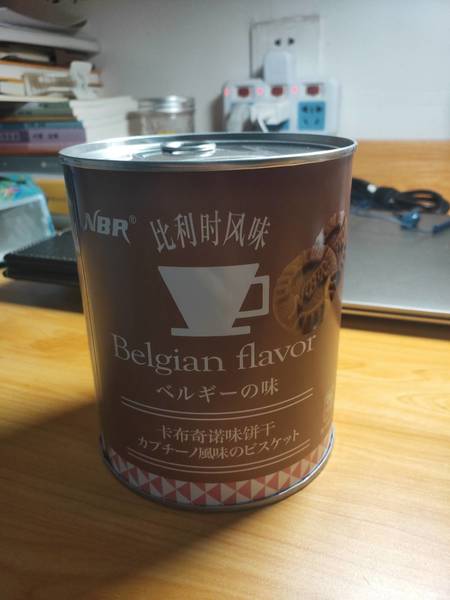 NBR®
比利时风味
Belgian flavor
ベルギーの味
卡布奇诺味饼干
カプチーノ風味のビスケット